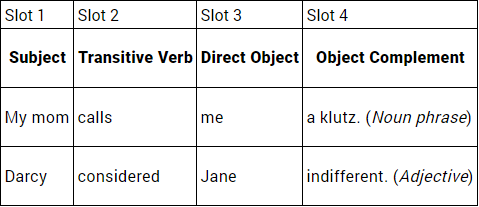 Slot 1 Slot 2 Slot 3 Slot 4
Subject Transitive Verb Direct Object Object Complement
My mom calls me a klutz. (Noun phrase)
Darcy considered Jane indifferent. (Adjective)